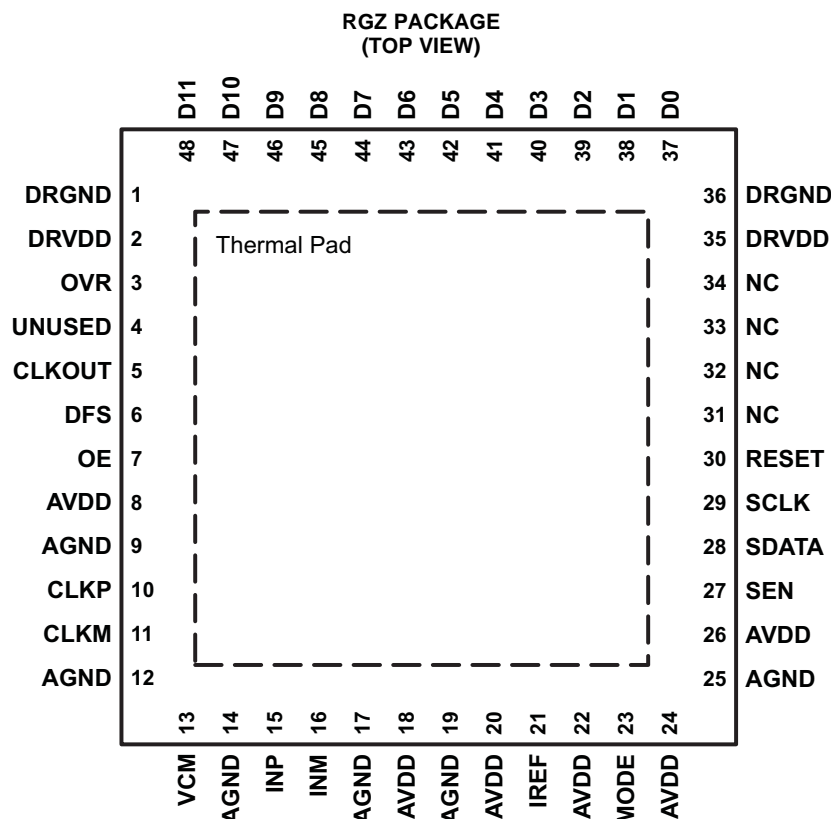 RGZ PACKAGE
(TOP VIEW)
D11 D10 D9 D8 D7 D6 D5 D4 D3 D2 D1 D0
48 47 46 45 44 43 42 41 40 39 38 37
DRGND 1 36 DRGND
DRVDD 2 35 DRVDD
Thermal Pad
OVR 3 34 NC
UNUSED 4 33 NC
CLKOUT 5 32 NC
DFS 6 31 NC
OE 7 30 RESET
AVDD 8 29 SCLK
AGND 9 28 SDATA
CLKP 10 27 SEN
CLKM 11 26 AVDD
AGND 12 25 AGND
13 14 15 16 17 18 19 20 21 22 23 24
VCM AGND INP INM AGND AVDD AGND AVDD IREF AVDD MODE AVDD